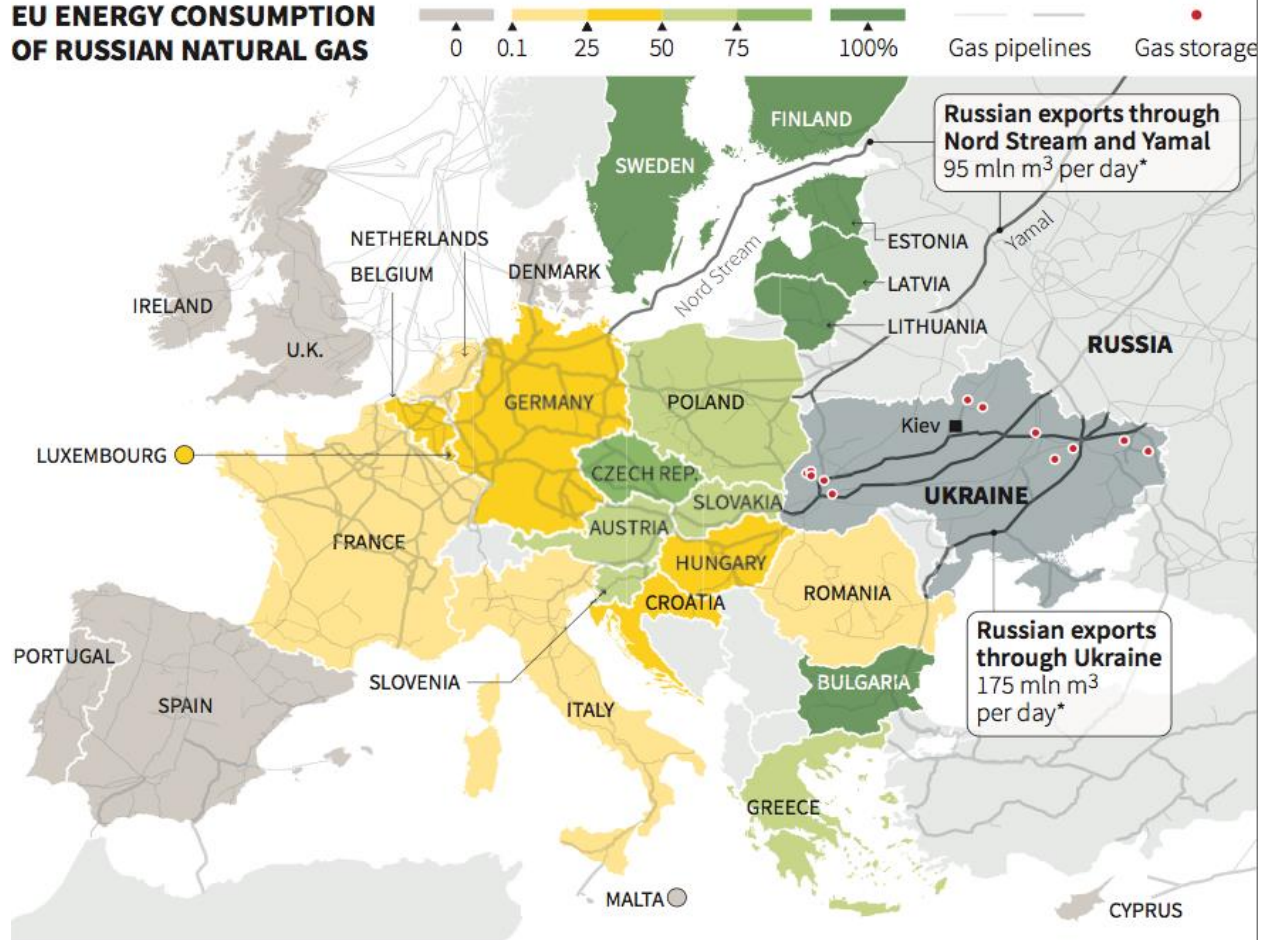 EU ENERGY CONSUMPTION
OF RUSSIAN NATURAL GAS
0
0.1
25
50
75
100%
Gas pipelines
Gas storage
Russian exports through
Nord Stream and Yamal
95 mln m³ per day*
FINLAND
SWEDEN
NETHERLANDS
BELGIUM
DENMARK
ESTONIA
LATVIA
LITHUANIA
Nord Stream
Yamal
IRELAND
U.K.
RUSSIA
GERMANY
POLAND
Kiev
LUXEMBOURG
CZECH REP.
SLOVAKIA
UKRAINE
AUSTRIA
FRANCE
HUNGARY
ROMANIA
CROATIA
PORTUGAL
SPAIN
SLOVENIA
ITALY
BULGARIA
Russian exports
through Ukraine
175 mln m³
per day*
GREECE
MALTA
CYPRUS